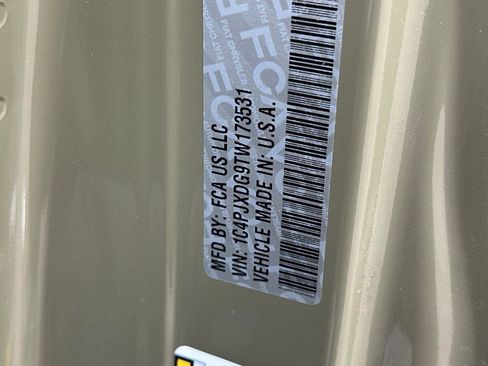 MFD BY: FCA US LLC
VIN: 1C4PJXDG9TW173531
VEHICLE MADE IN: U.S.A.